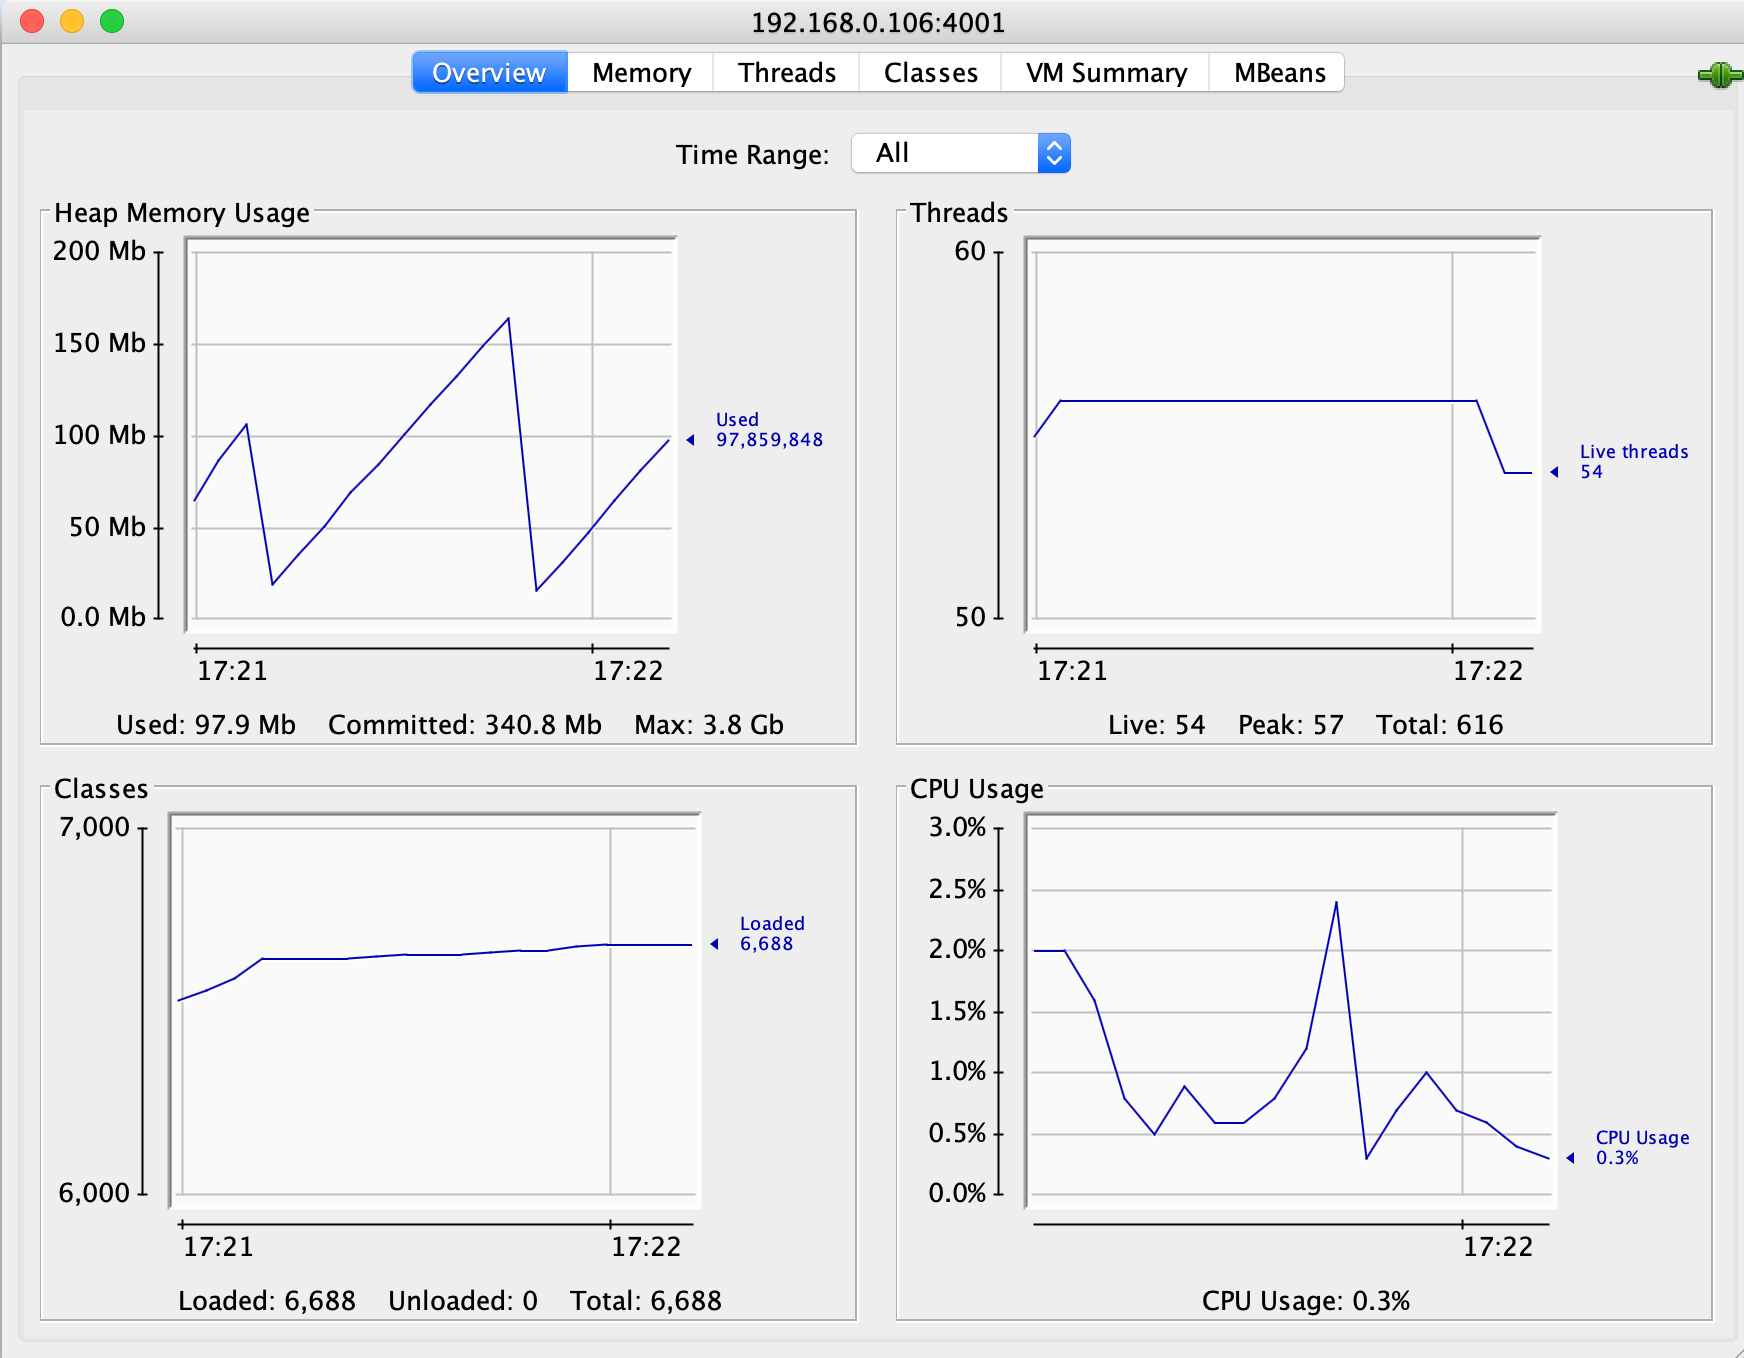 192.168.0.106:4001
Overview Memory Threads Classes VM Summary MBeans
Time Range: All
Heap Memory Usage
200 Mb
150 Mb
100 Mb
50 Mb
0.0 Mb
Used
97,859,848
17:21 17:22
Used: 97.9 Mb Committed: 340.8 Mb Max: 3.8 Gb
Threads
60
50
Live threads
54
17:21 17:22
Live: 54 Peak: 57 Total: 616
Classes
7,000
6,000
Loaded
6,688
17:21 17:22
Loaded: 6,688 Unloaded: 0 Total: 6,688
CPU Usage
3.0%
2.5%
2.0%
1.5%
1.0%
0.5%
0.0%
CPU Usage
0.3%
17:22
CPU Usage: 0.3%